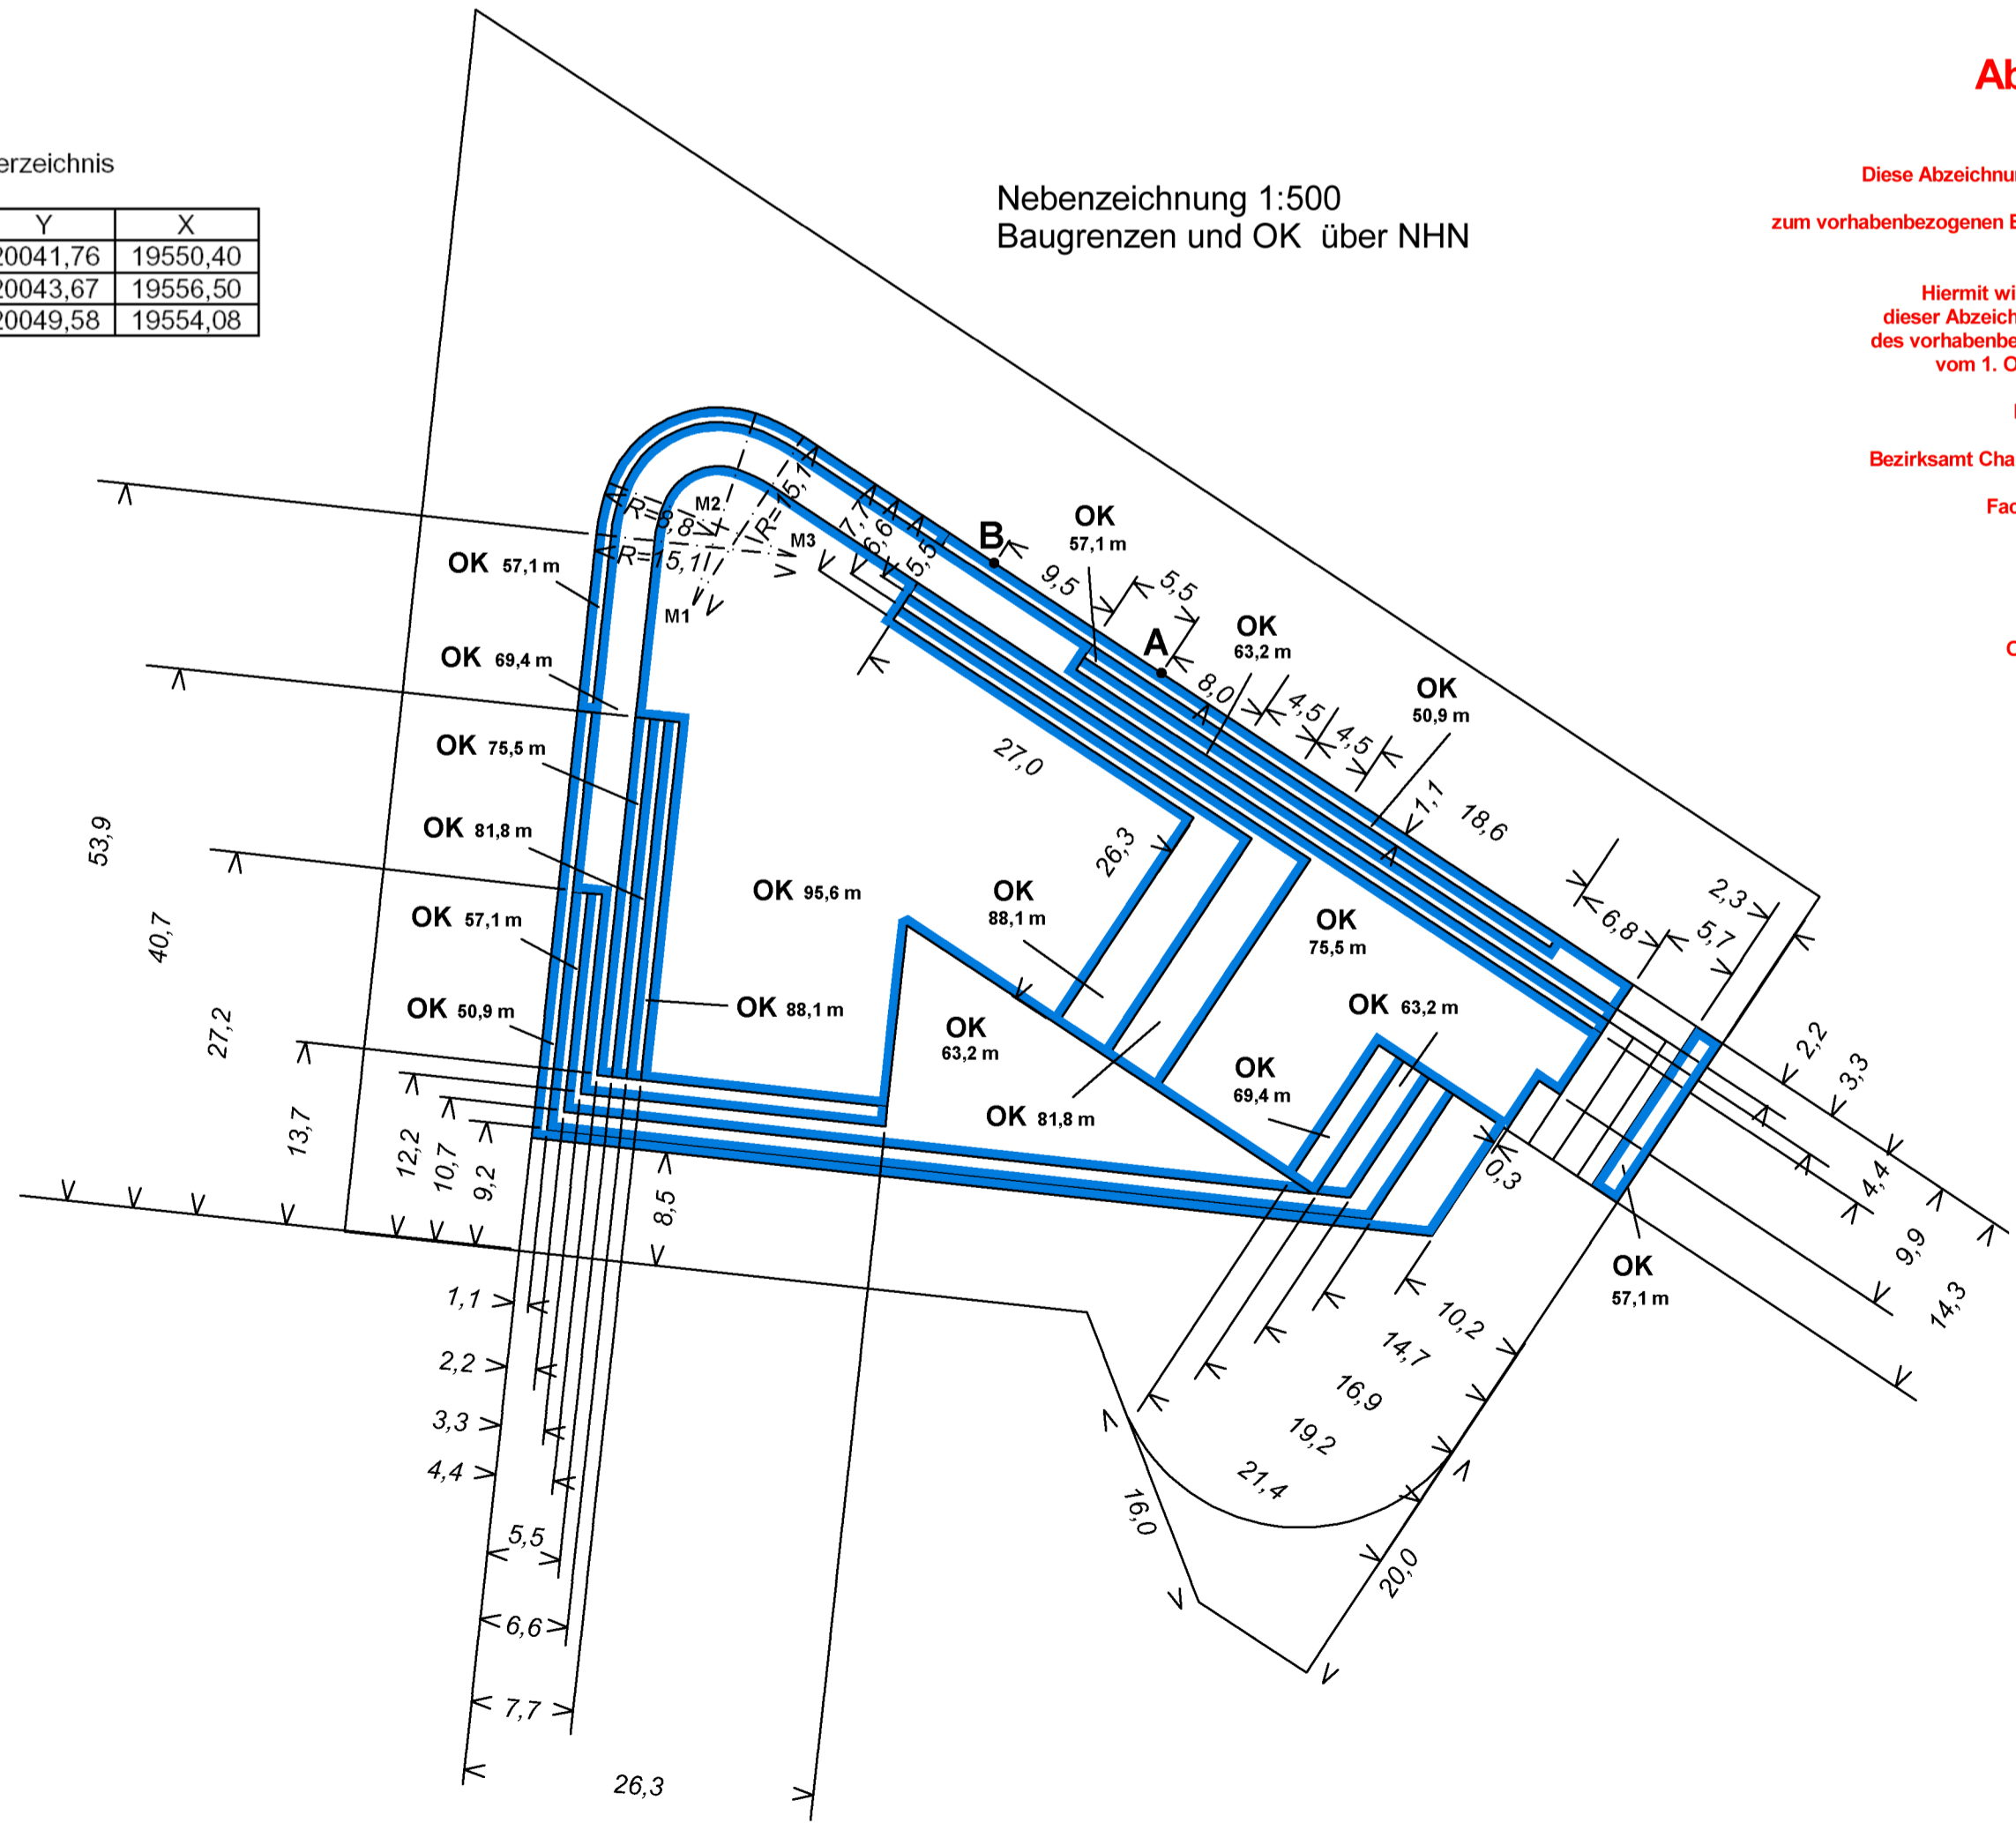 erzeichnis
Y X
20041,76 19550,40
20043,67 19556,50
20049,58 19554,08
Nebenzeichnung 1:500
Baugrenzen und OK über NHN
Ab
Diese Abzeichnu
zum vorhabenbezogenen B
Hiermit wi
dieser Abzeich
des vorhabenbe
vom 1. O
Bezirksamt Cha
Fac
M2
M3
M1
R=8,8
R=15,1
R=15,1
7,7
6,6
5,5
B
A
OK
57,1 m
9,5
5,5
OK
63,2 m
8,0
4,5
4,5
OK
50,9 m
1,1
18,6
6,8
2,3
5,7
OK 57,1 m
OK 69,4 m
OK 75,5 m
OK 81,8 m
OK 57,1 m
OK 50,9 m
53,9
40,7
27,2
13,7
12,2
10,7
9,2
8,5
27,0
26,3
OK 95,6 m
OK 88,1 m
OK
88,1 m
OK
75,5 m
OK
63,2 m
OK 63,2 m
OK
69,4 m
OK 81,8 m
0,3
2,2
3,3
4,4
9,9
14,3
OK
57,1 m
1,1
2,2
3,3
4,4
5,5
6,6
7,7
26,3
10,2
14,7
16,9
19,2
21,4
16,0
20,0